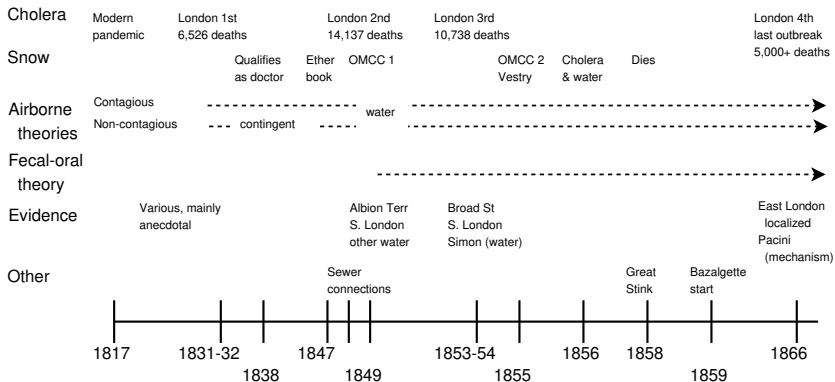 Cholera
Modern
pandemic
London 1st
6,526 deaths
London 2nd
14,137 deaths
London 3rd
10,738 deaths
London 4th
last outbreak
5,000+ deaths
Snow
Qualifies
as doctor
Ether
book
OMCC 1
OMCC 2
Vestry
Cholera
& water
Dies
Airborne
theories
Contagious
Non-contagious
contingent
water
Fecal-oral
theory
Evidence
Various, mainly
anecdotal
Albion Terr
S. London
other water
Broad St
S. London
Simon (water)
East London
localized
Pacini
(mechanism)
Other
Sewer
connections
Great
Stink
Bazalgette
start
1817
1831-32
1838
1847
1849
1853-54
1855
1856
1858
1859
1866